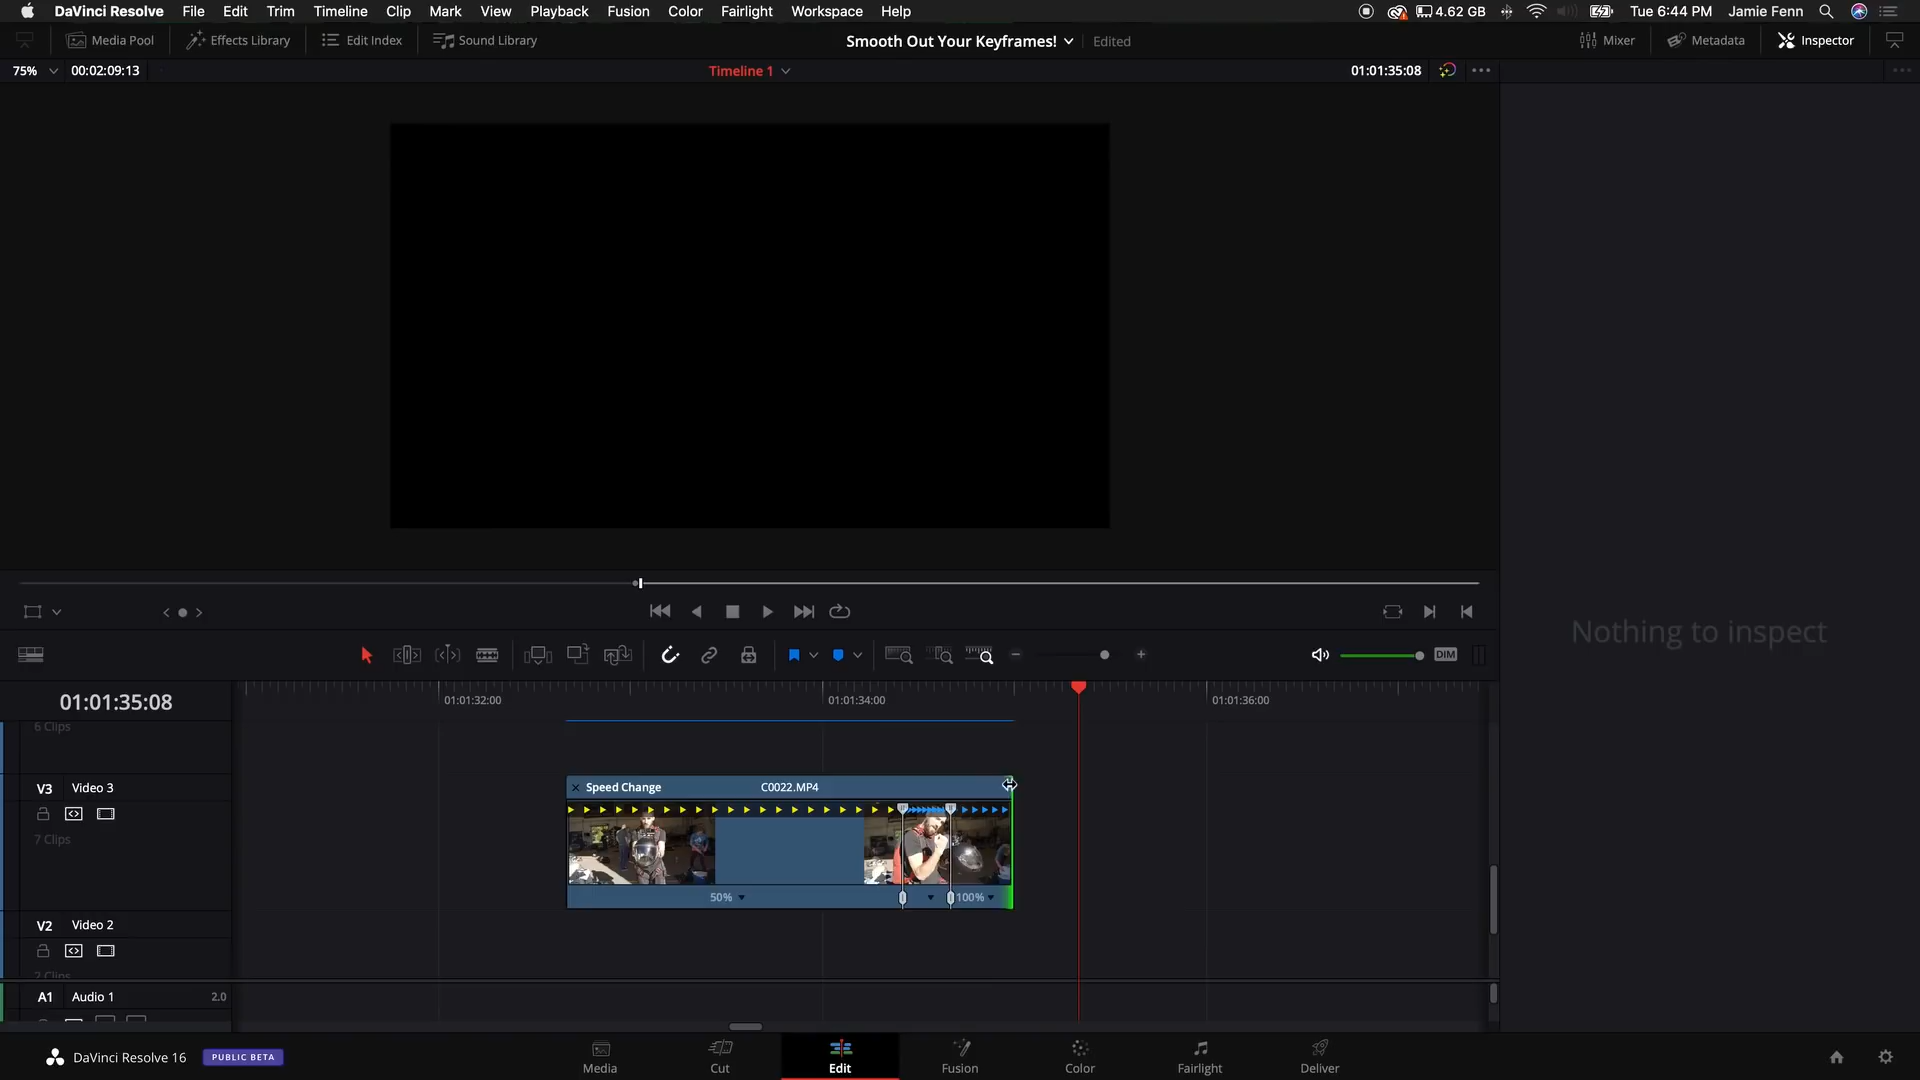 DaVinci Resolve File Edit Trim Timeline Clip Mark View Playback Fusion Color Fairlight Workspace Help 4.62 GB Tue 6:44 PM Jamie Fenn
Media Pool Effects Library Edit Index Sound Library Smooth Out Your Keyframes! Edited Mixer Metadata Inspector
75% 00:02:09:13 Timeline 1 01:01:35:08
Nothing to inspect
DIM
01:01:35:08 01:01:32:00 01:01:34:00 01:01:36:00
6 Clips
V3 Video 3 Speed Change C0022.MP4
7 Clips
50% 100%
V2 Video 2
2 Clips
A1 Audio 1 2.0
DaVinci Resolve 16 PUBLIC BETA Media Cut Edit Fusion Color Fairlight Deliver